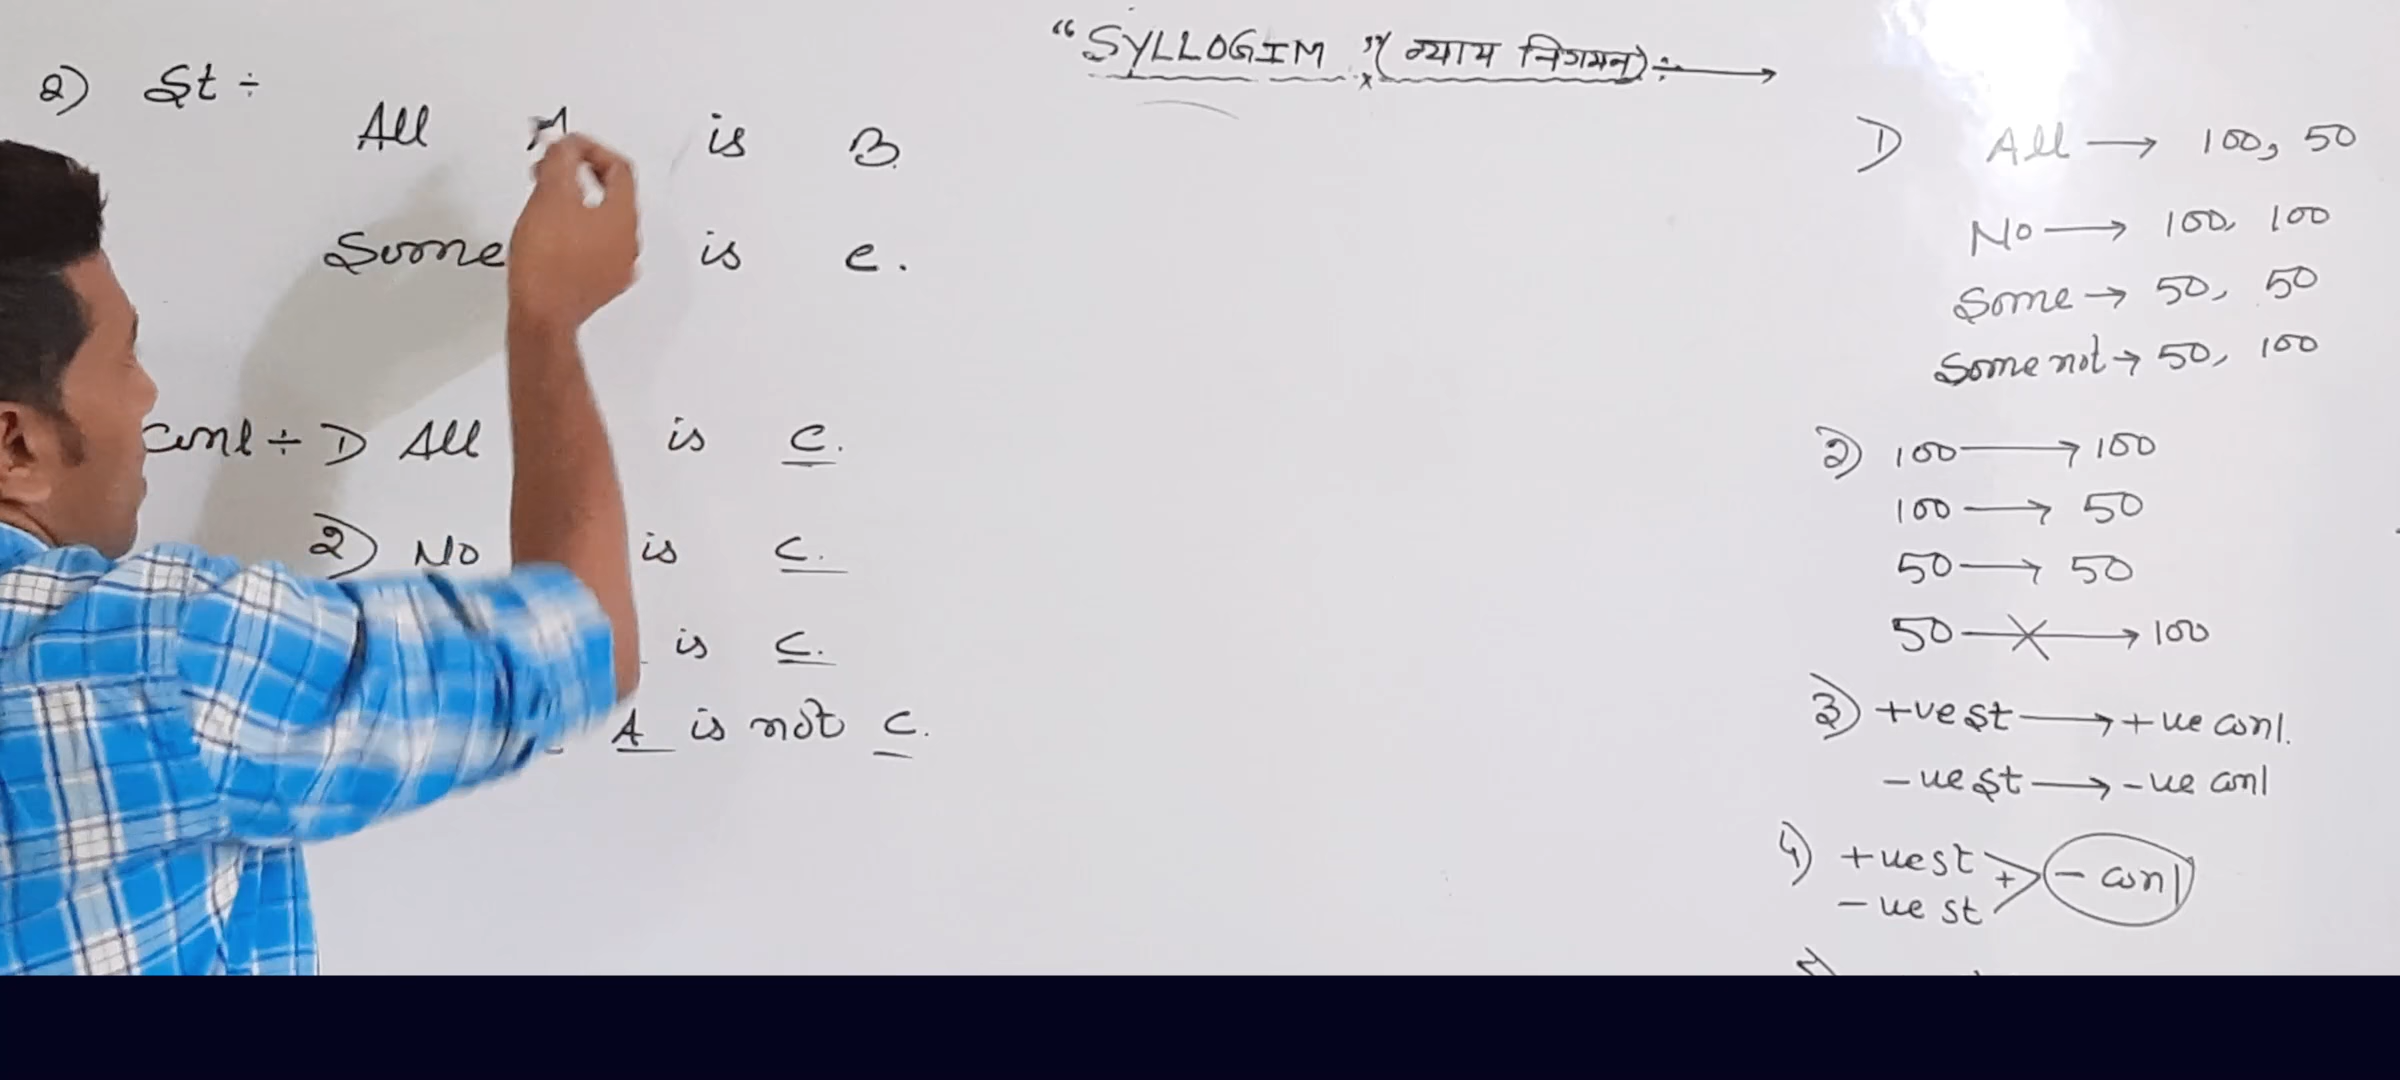 "SYLLOGIM" (न्याय निगमन) ÷ →
2) St ÷
All is B.
Some is c.
conl ÷ 1) All is C.
2) No is C.
is C.
A is not C.
1) All → 100, 50
No → 100, 100
Some → 50, 50
Some not → 50, 100
2) 100 → 100
100 → 50
50 → 50
50 → 100
3) +ve st → +ve conl.
-ve st → -ve conl
4) +ve st + - conl
-ve st